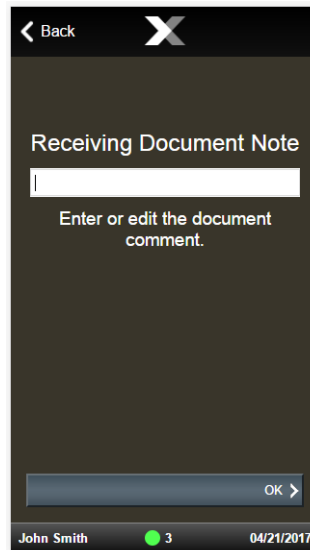 Back
Receiving Document Note
Enter or edit the document
comment.
OK
John Smith 3 04/21/2017